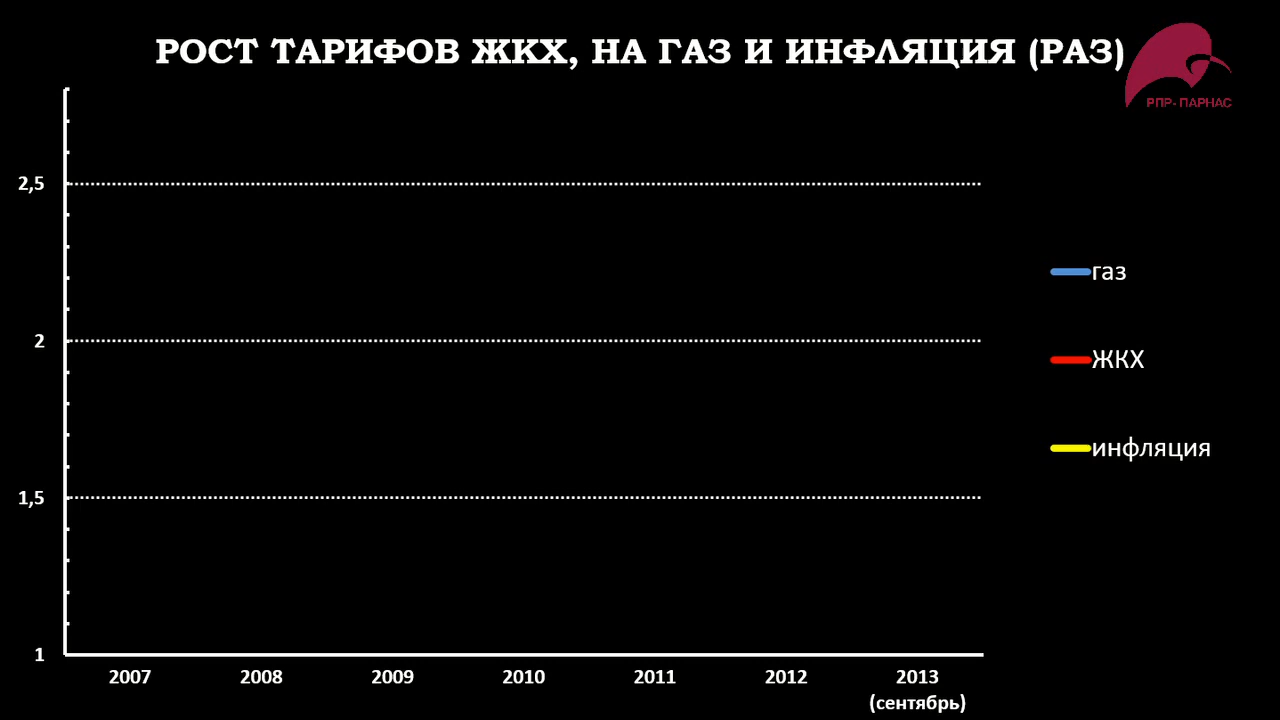 РОСТ ТАРИФОВ ЖКХ, НА ГАЗ И ИНФЛЯЦИЯ (РАЗ)
РПР- ПАРНАС
2,5
2
1,5
1
2007 2008 2009 2010 2011 2012 2013
(сентябрь)
газ
ЖКХ
инфляция